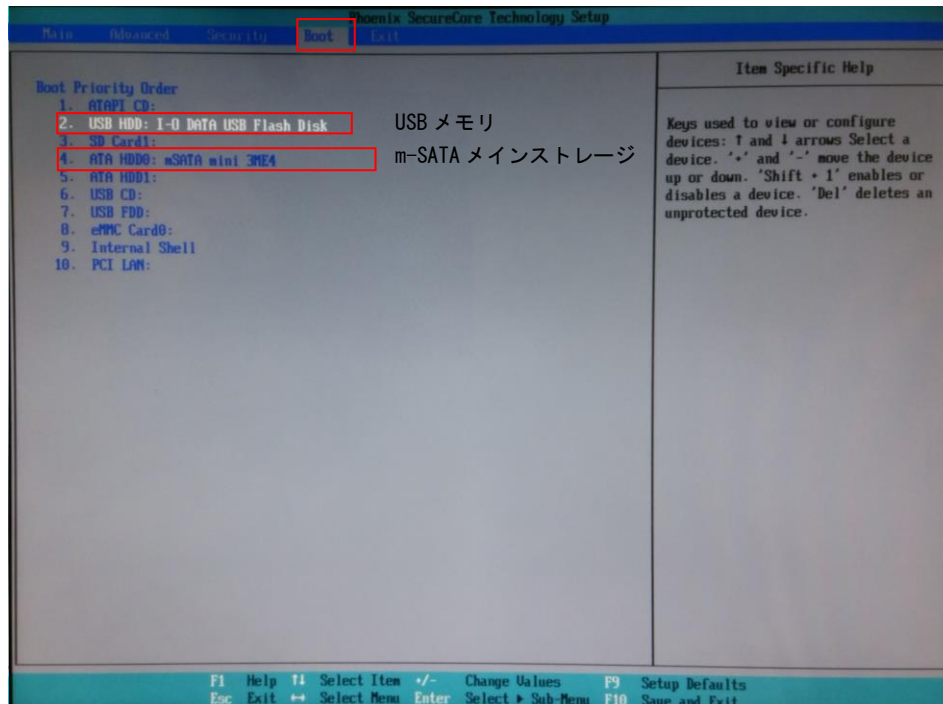 Phoenix SecureCore Technology Setup
Main Advanced Security Boot Exit
Item Specific Help
Boot Priority Order
1. ATAPI CD:
2. USB HDD: I-O DATA USB Flash Disk
USB メモリ
3. SD Card1:
4. ATA HDD0: mSATA mini 3ME4
m-SATA メインストレージ
5. ATA HDD1:
6. USB CD:
7. USB FDD:
8. eMMC Card0:
9. Internal Shell
10. PCI LAN:
Keys used to view or configure
devices: ↑ and ↓ arrows Select a
device. '+' and '-' move the device
up or down. 'Shift + 1' enables or
disables a device. 'Del' deletes an
unprotected device.
F1 Help ↑↓ Select Item +/- Change Values F9 Setup Defaults
Esc Exit ↔ Select Menu Enter Select ▶ Sub-Menu F10 Save and Exit